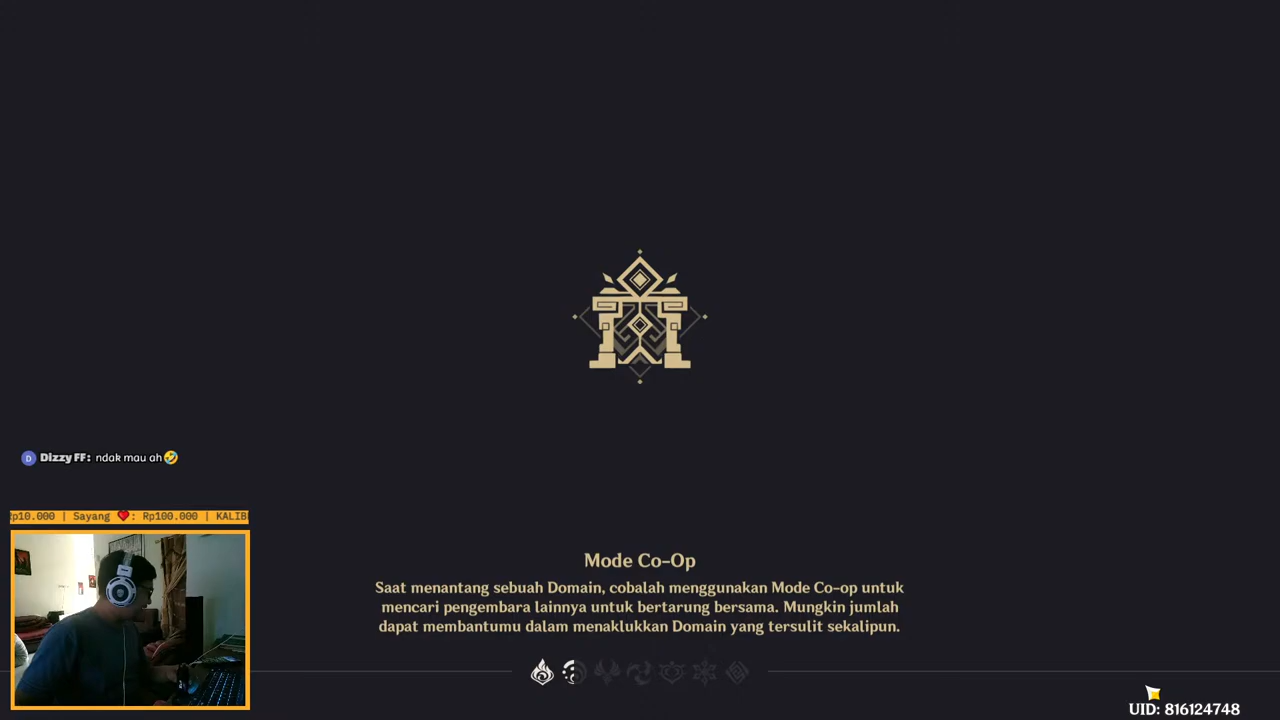 Dizzy FF: ndak mau ah🤣
Rp10.000 | Sayang ❤️: Rp100.000 | KALIB
Mode Co-Op
Saat menantang sebuah Domain, cobalah menggunakan Mode Co-op untuk
mencari pengembara lainnya untuk bertarung bersama. Mungkin jumlah
dapat membantumu dalam menaklukkan Domain yang tersulit sekalipun.
UID: 816124748